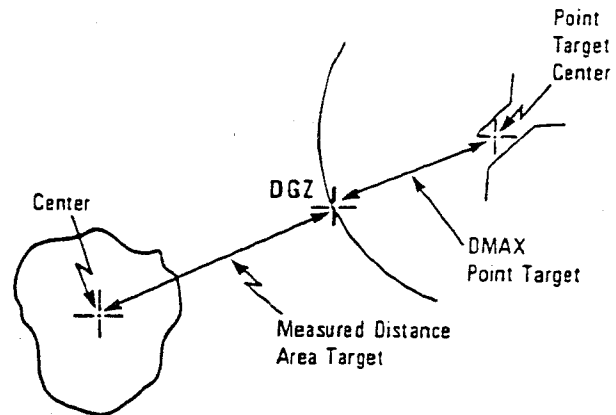 Point
Target
Center
DGZ
Center
DMAX
Point Target
Measured Distance
Area Target